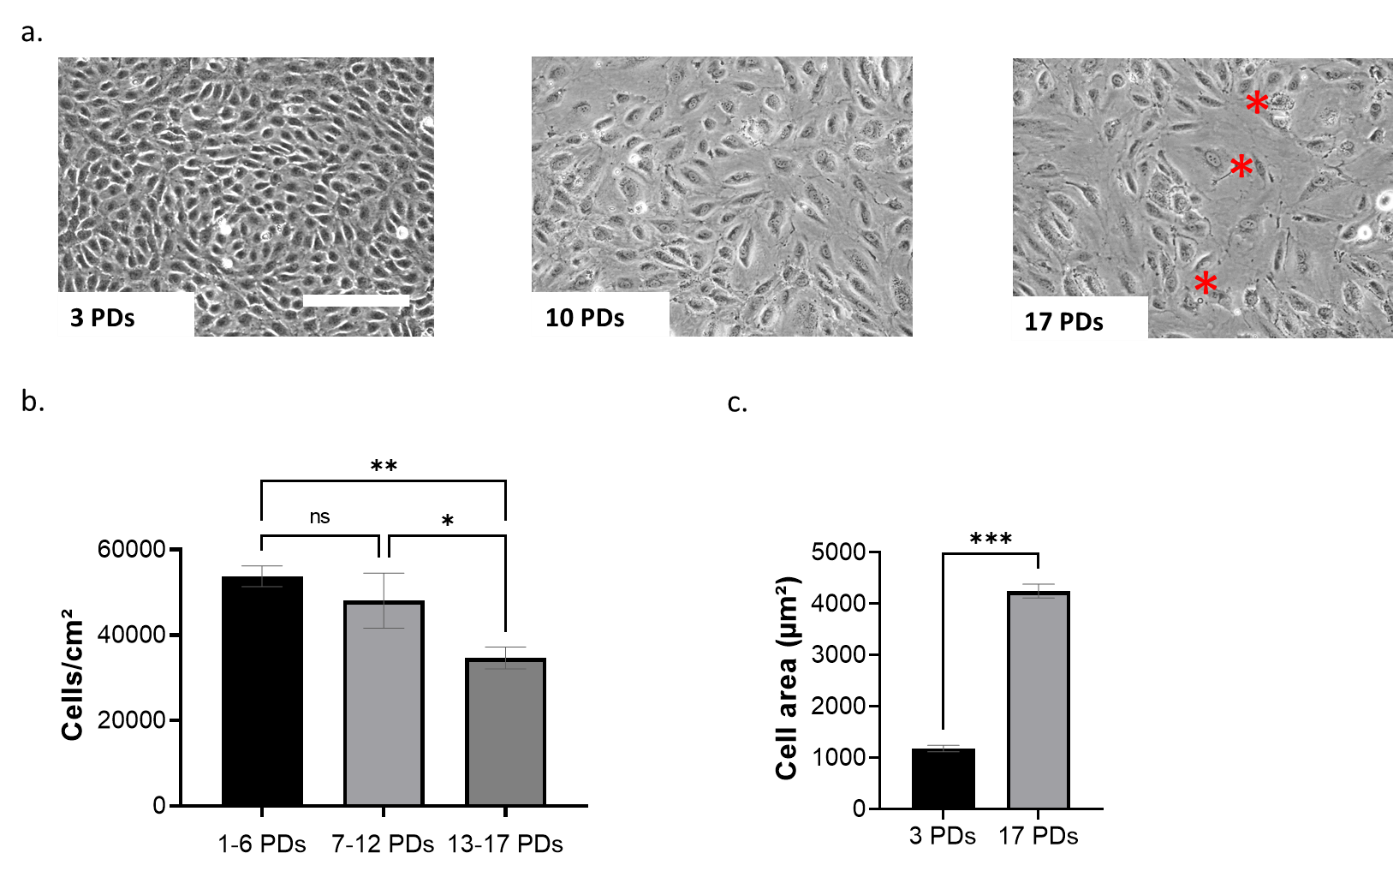 a.
3 PDs
10 PDs
17 PDs
*
*
*
b.
**
ns
*
60000
40000
20000
0
Cells/cm²
1-6 PDs 7-12 PDs 13-17 PDs
c.
***
5000
4000
3000
2000
1000
0
Cell area (µm²)
3 PDs 17 PDs